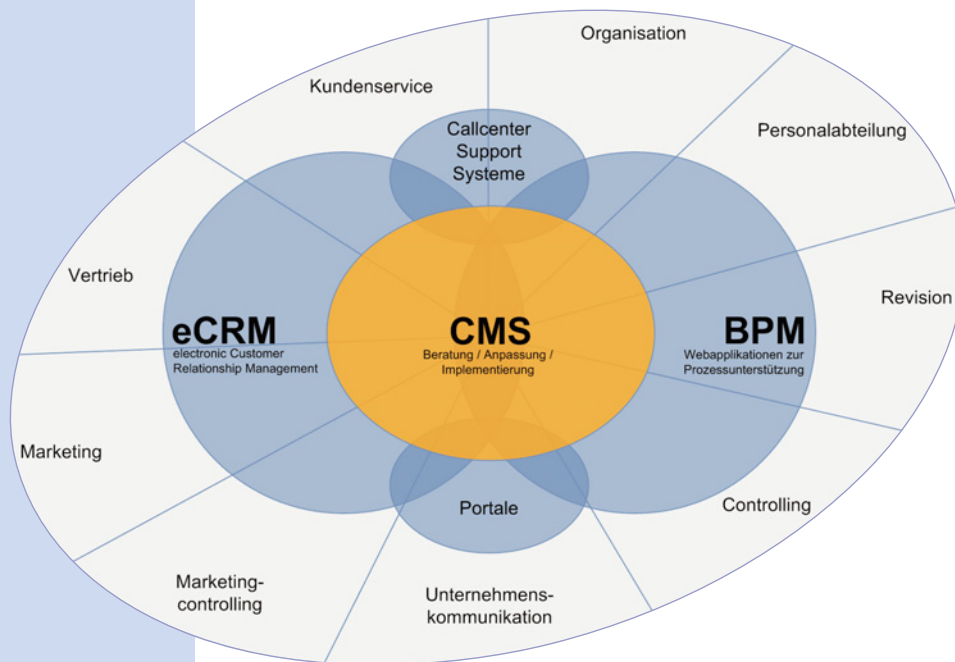 Organisation
Kundenservice
Callcenter
Support
Systeme
Personalabteilung
Vertrieb
Revision
eCRM
electronic Customer
Relationship Management
CMS
Beratung / Anpassung /
Implementierung
BPM
Webapplikationen zur
Prozessunterstützung
Marketing
Portale
Controlling
Marketing-
controlling
Unternehmens-
kommunikation